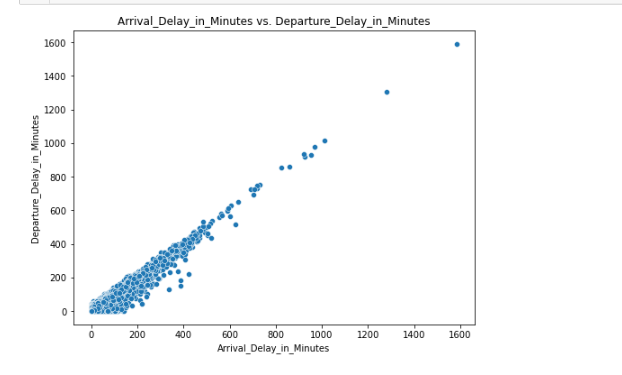 Arrival_Delay_in_Minutes vs. Departure_Delay_in_Minutes
1600
1400
1200
1000
800
600
400
200
0
Departure_Delay_in_Minutes
0 200 400 600 800 1000 1200 1400 1600
Arrival_Delay_in_Minutes